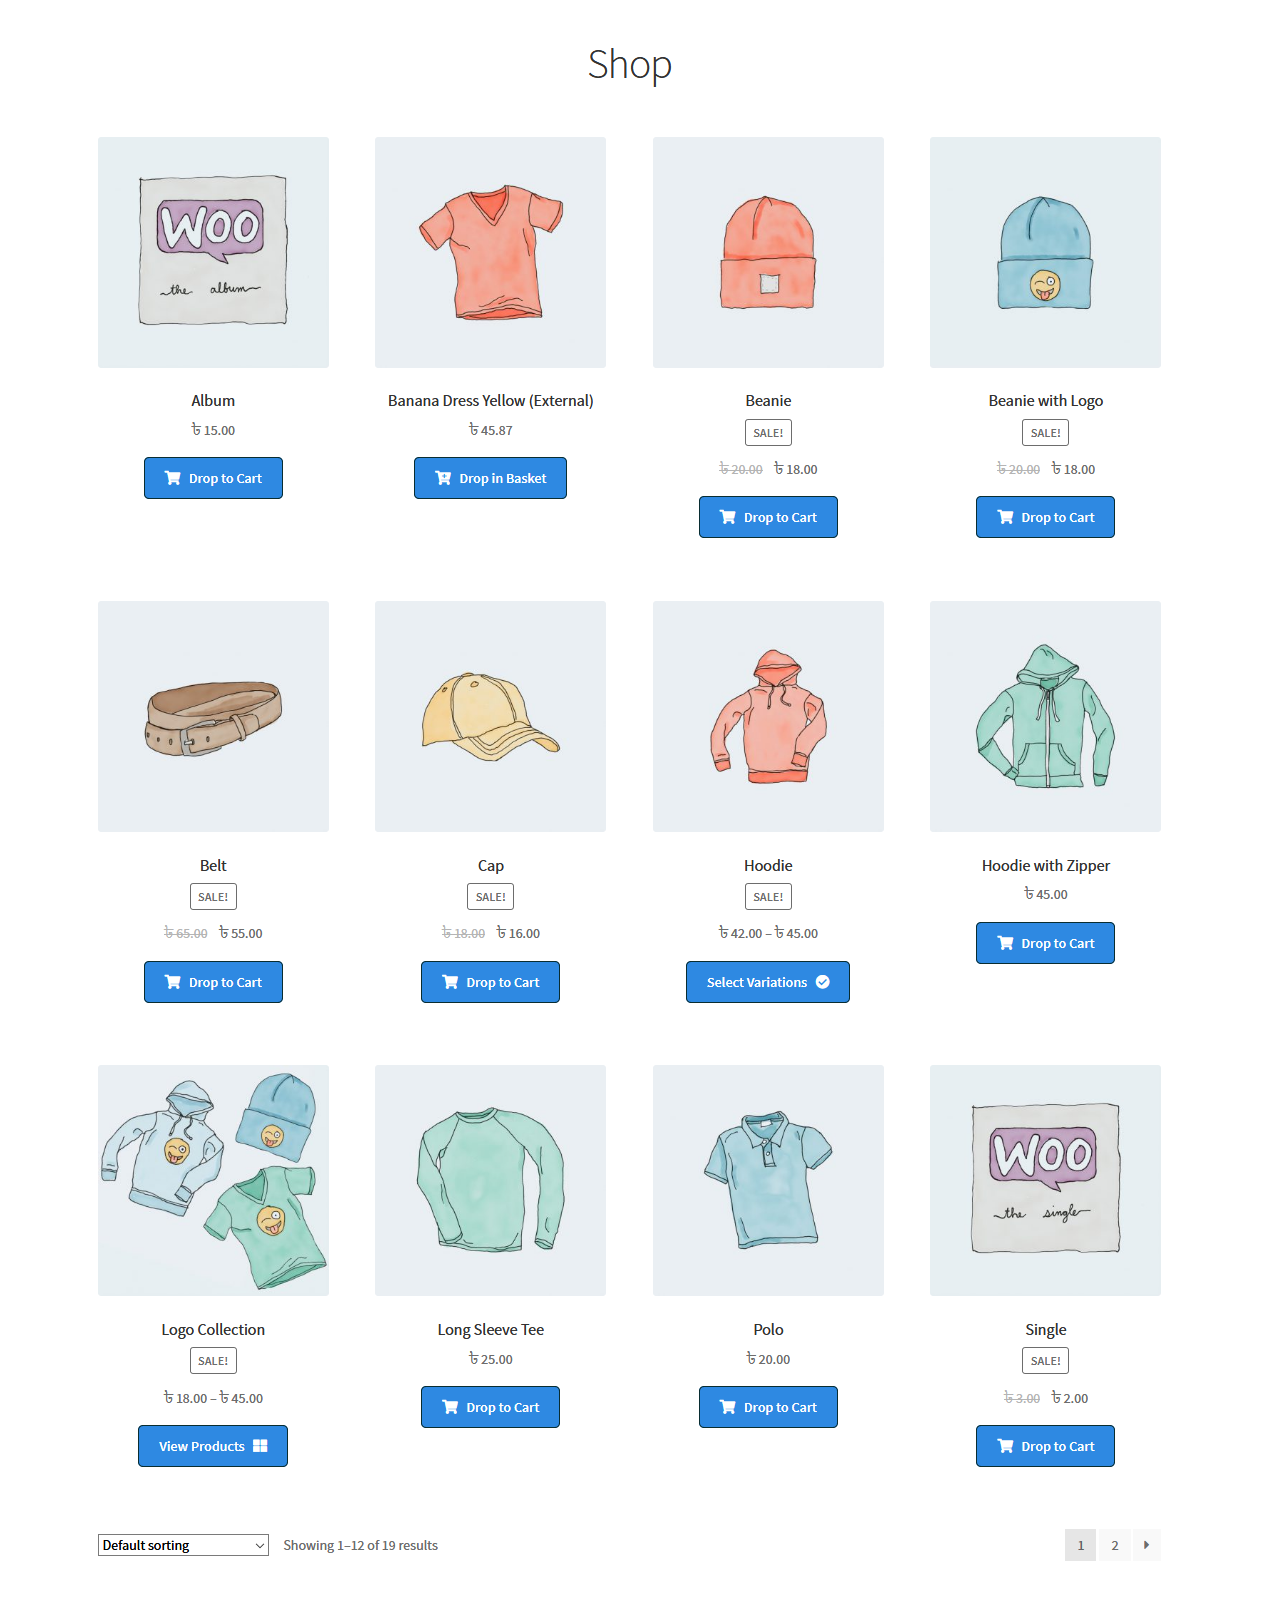 Shop
WOO
the album
WOO
the single
Album
৳ 15.00
Drop to Cart
Banana Dress Yellow (External)
৳ 45.87
Drop in Basket
Beanie
SALE!
৳ 20.00 ৳ 18.00
Drop to Cart
Beanie with Logo
SALE!
৳ 20.00 ৳ 18.00
Drop to Cart
Belt
SALE!
৳ 65.00 ৳ 55.00
Drop to Cart
Cap
SALE!
৳ 18.00 ৳ 16.00
Drop to Cart
Hoodie
SALE!
৳ 42.00 – ৳ 45.00
Select Variations
Hoodie with Zipper
৳ 45.00
Drop to Cart
Logo Collection
SALE!
৳ 18.00 – ৳ 45.00
View Products
Long Sleeve Tee
৳ 25.00
Drop to Cart
Polo
৳ 20.00
Drop to Cart
Single
SALE!
৳ 3.00 ৳ 2.00
Drop to Cart
Default sorting
Showing 1–12 of 19 results
1 2